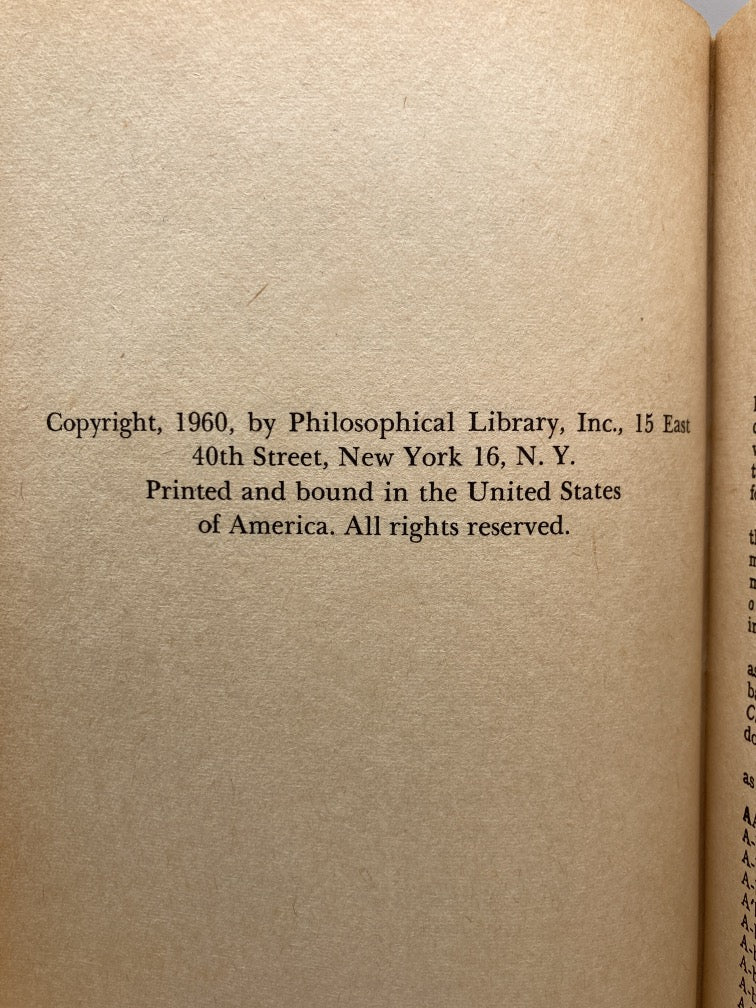 Copyright, 1960, by Philosophical Library, Inc., 15 East
40th Street, New York 16, N. Y.
Printed and bound in the United States
of America. All rights reserved.